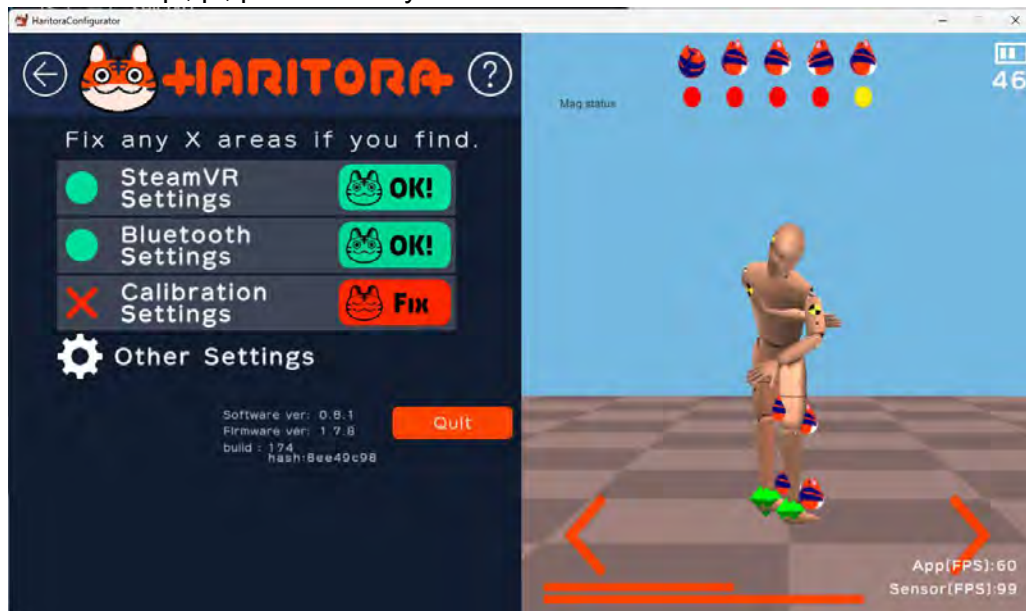 HaritoraConfigurator
HARITORA ?
Fix any X areas if you find.
SteamVR
Settings
OK!
Bluetooth
Settings
OK!
Calibration
Settings
FIX
Other Settings
Software ver: 0.8.1
Firmware ver: 1.7.8
build : 174
hash:8ee49c98
Quit
Mag status
46
App(FPS):60
Sensor(FPS):99